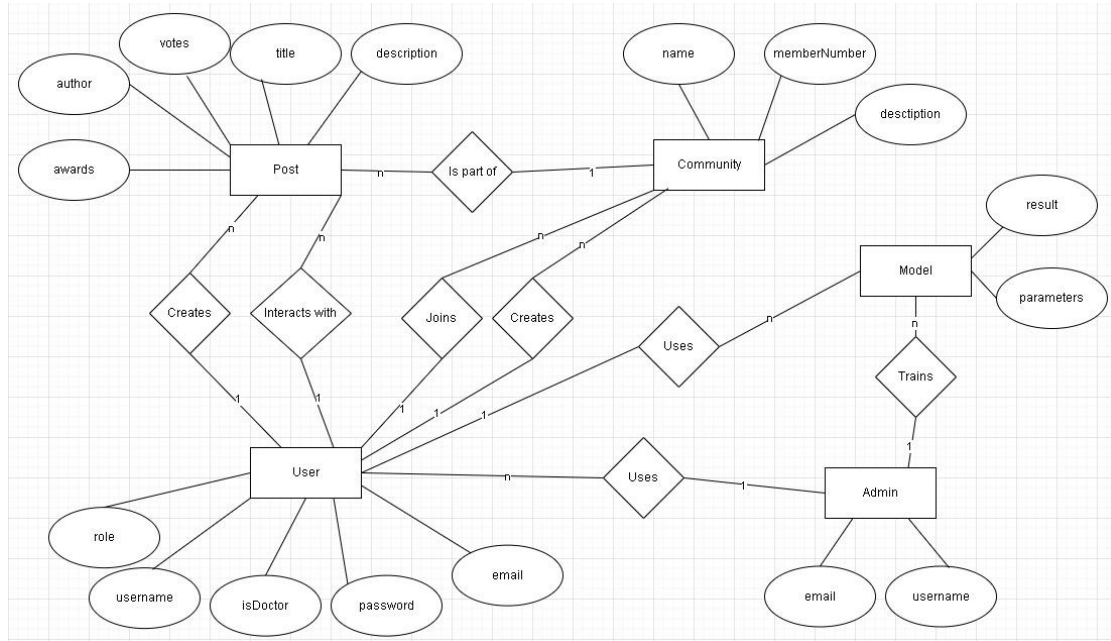 votes
title
description
name
memberNumber
author
desctiption
Post
Is part of
Community
awards
n
1
result
n
n
n
n
Model
parameters
Creates
Interacts with
Joins
Creates
n
n
Uses
Trains
1
1
1
1
1
1
User
n
Uses
1
Admin
role
username
isDoctor
password
email
email
username